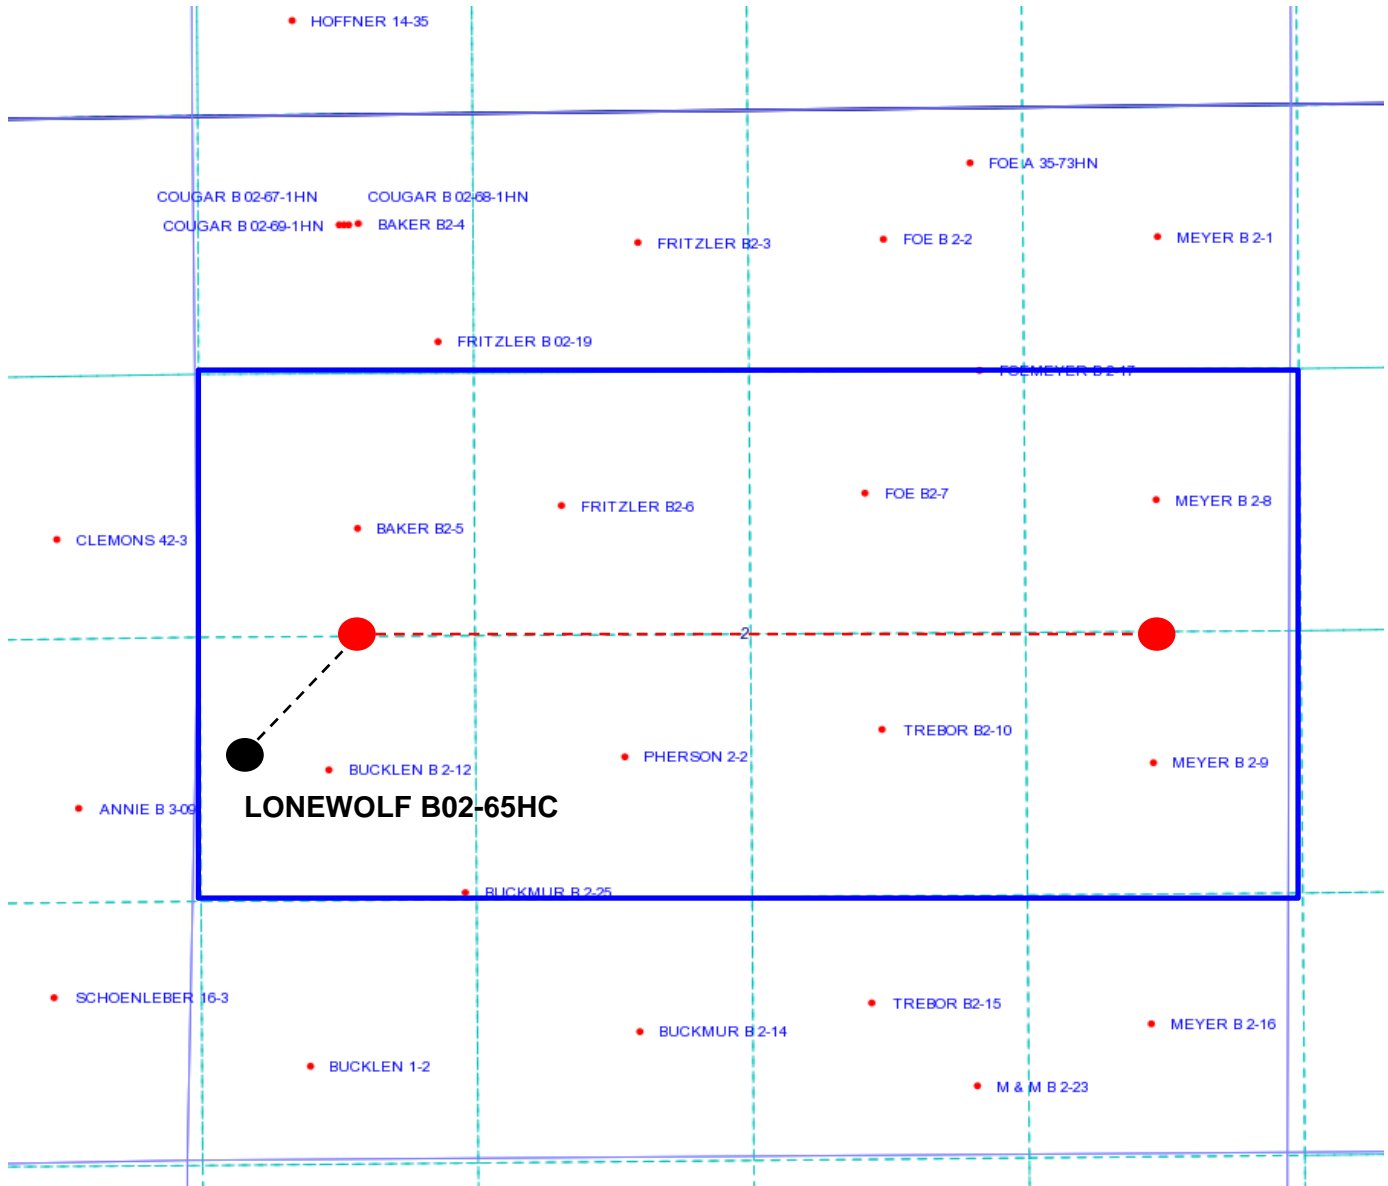 HOFFNER 14-35
FOE A 35-73HN
COUGAR B 02-67-1HN
COUGAR B 02-68-1HN
COUGAR B 02-69-1HN
BAKER B2-4
FRITZLER B2-3
FOE B 2-2
MEYER B 2-1
FRITZLER B 02-19
FOEMEYER B 2-17
FRITZLER B2-6
FOE B2-7
MEYER B 2-8
BAKER B2-5
CLEMONS 42-3
2
TREBOR B2-10
PHERSON 2-2
MEYER B 2-9
BUCKLEN B 2-12
LONEWOLF B02-65HC
ANNIE B 3-09
BUCKMUR B 2-25
SCHOENLEBER 16-3
TREBOR B2-15
BUCKMUR B 2-14
MEYER B 2-16
BUCKLEN 1-2
M & M B 2-23